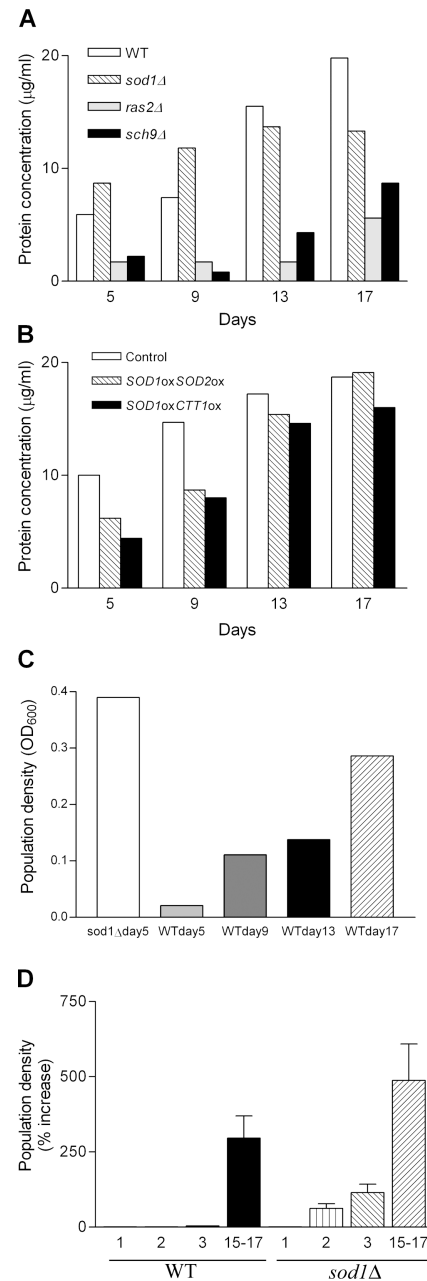 A
Protein concentration (μg/ml)
20
10
0
WT
sod1Δ
ras2Δ
sch9Δ
5 9 13 17
Days
B
Protein concentration (μg/ml)
20
10
0
Control
SOD1oxSOD2ox
SOD1oxCTT1ox
5 9 13 17
Days
C
Population density (OD600)
0.4
0.3
0.2
0.1
0.0
sod1Δday5 WTday5 WTday9 WTday13 WTday17
D
Population density
(% increase)
750
500
250
0
1 2 3 15-17 1 2 3 15-17
WT sod1Δ